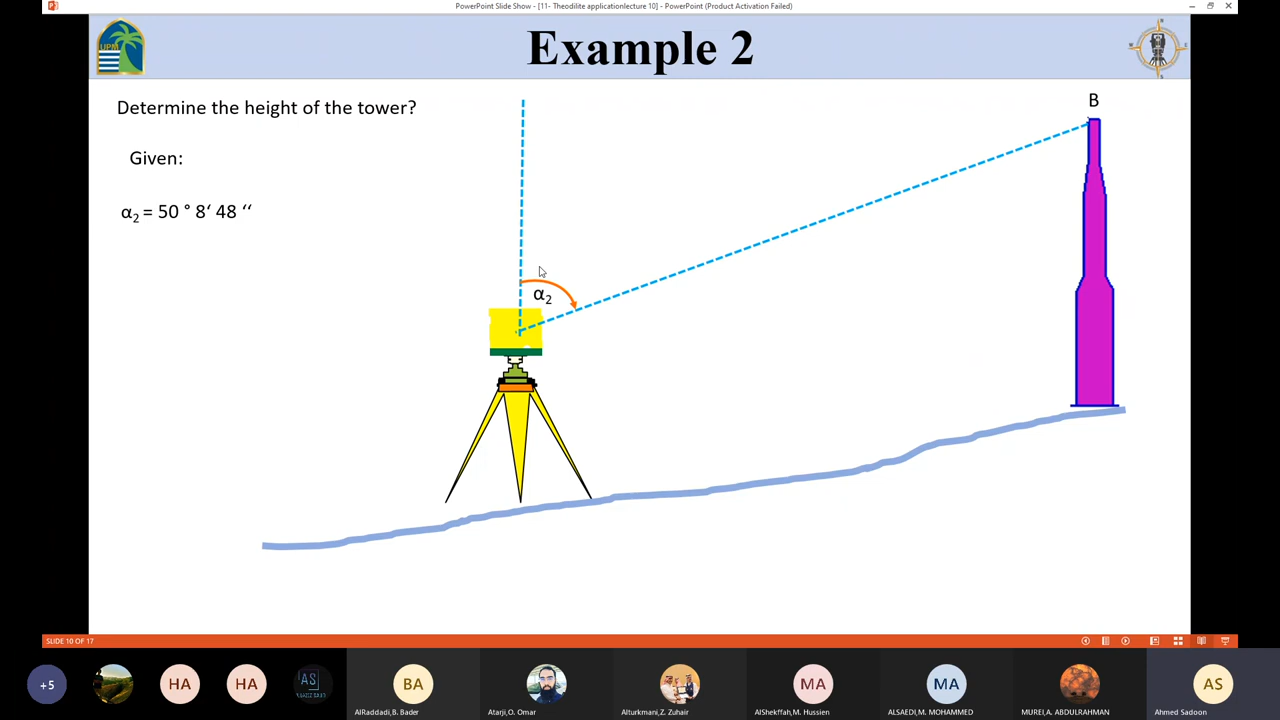 PowerPoint Slide Show - [11- Theodilite applicationlecture 10] - PowerPoint (Product Activation Failed)
UPM
Example 2
N
W
E
S
Determine the height of the tower?
B
Given:
α2 = 50 ° 8‘ 48 ‘‘
α2
SLIDE 10 OF 17
+5
HA
HA
AS
BA
MA
MA
AS
AlRaddadi,B. Bader
Atarji,O. Omar
Alturkmani,Z. Zuhair
AlShekffah,M. Hussien
ALSAEDI,M. MOHAMMED
MUREI,A. ABDULRAHMAN
Ahmed Sadoon